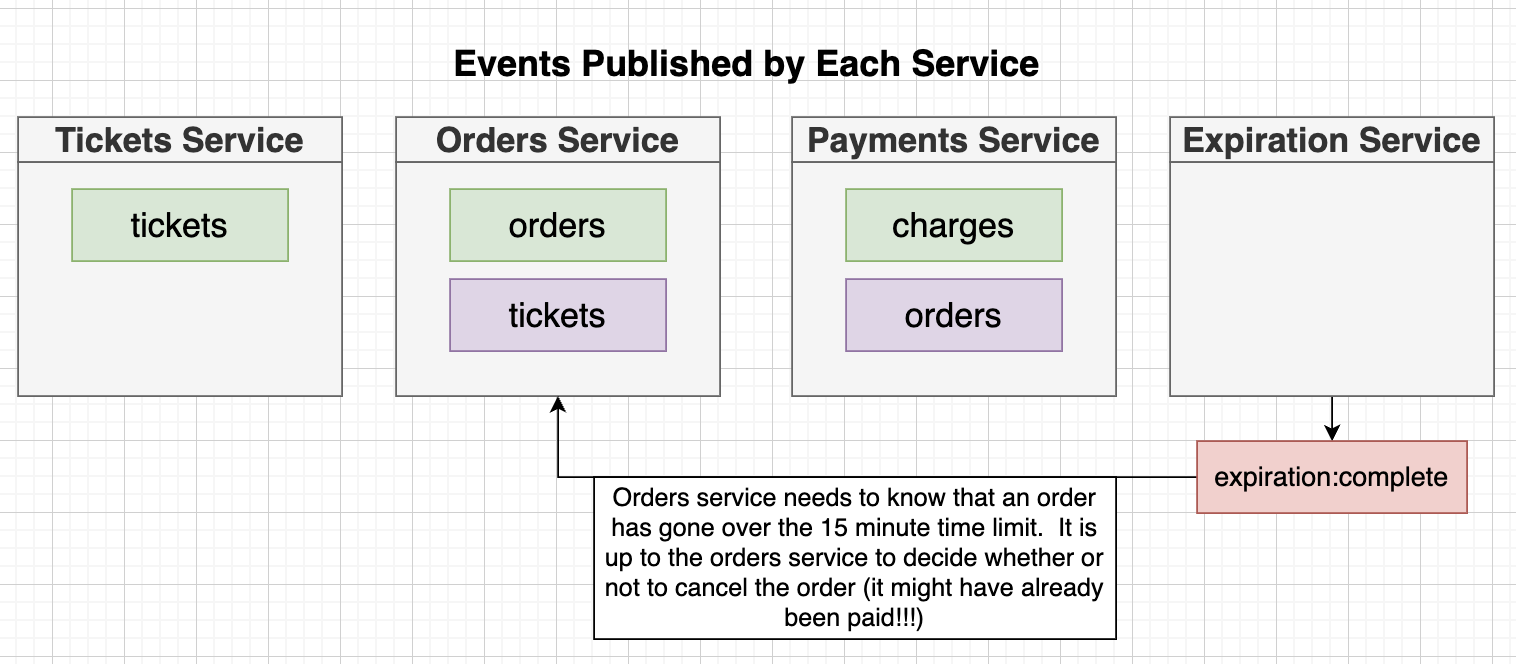 Events Published by Each Service
Tickets Service
Orders Service
Payments Service
Expiration Service
tickets
orders
charges
tickets
orders
expiration:complete
Orders service needs to know that an order
has gone over the 15 minute time limit.  It is
up to the orders service to decide whether or
not to cancel the order (it might have already
been paid!!!)